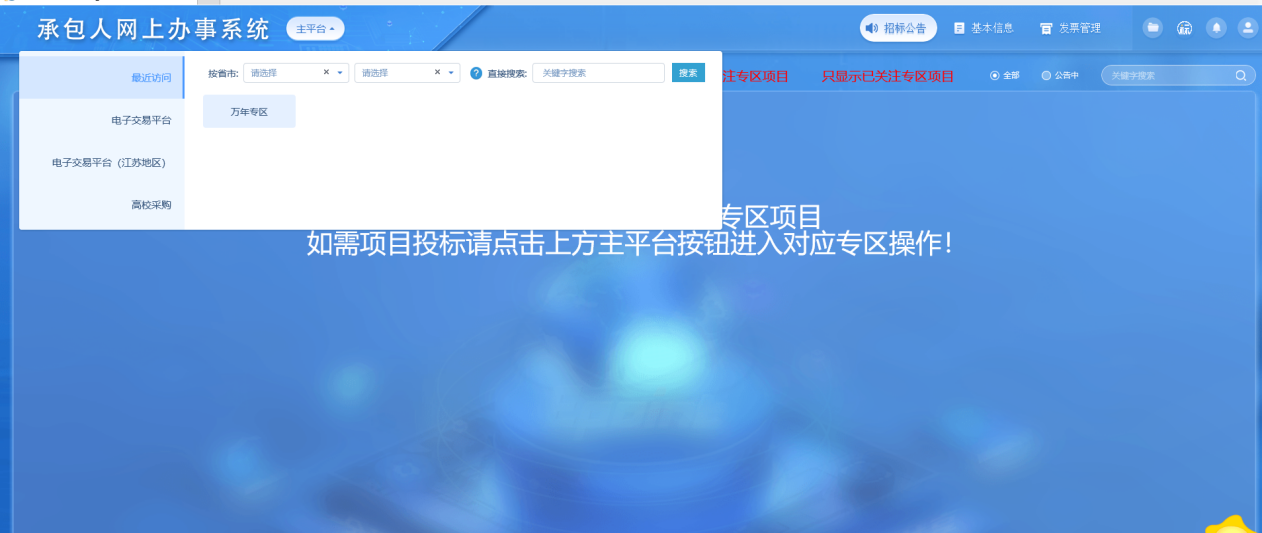 承包人网上办事系统
主平台
招标公告
基本信息
发票管理
最近访问
按省市:
请选择
请选择
直接搜索:
关键字搜索
搜索
注专区项目
只显示已关注专区项目
全部
公告中
关键字搜索
万年专区
电子交易平台
电子交易平台（江苏地区）
高校采购
专区项目
如需项目投标请点击上方主平台按钮进入对应专区操作！